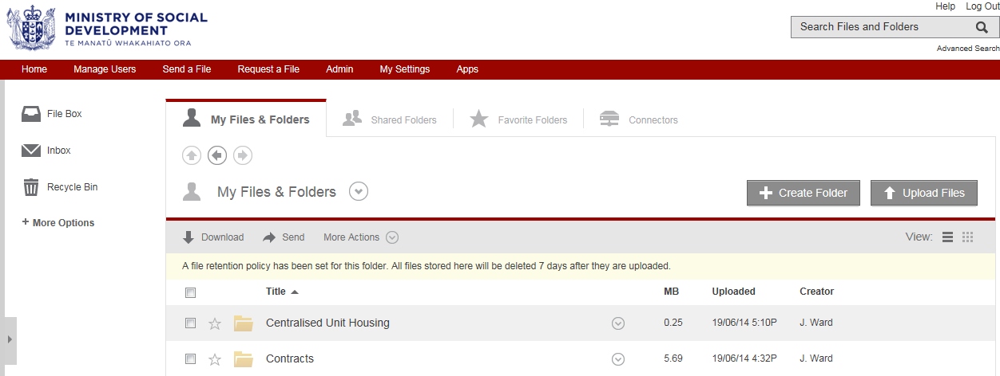 Help Log Out
MINISTRY OF SOCIAL
DEVELOPMENT
TE MANATŪ WHAKAHIATO ORA
Search Files and Folders
Advanced Search
Home Manage Users Send a File Request a File Admin My Settings Apps
File Box
Inbox
Recycle Bin
+ More Options
My Files & Folders Shared Folders Favorite Folders Connectors
My Files & Folders
Create Folder Upload Files
Download Send More Actions View:
A file retention policy has been set for this folder. All files stored here will be deleted 7 days after they are uploaded.
Title MB Uploaded Creator
Centralised Unit Housing 0.25 19/06/14 5:10P J. Ward
Contracts 5.69 19/06/14 4:32P J. Ward